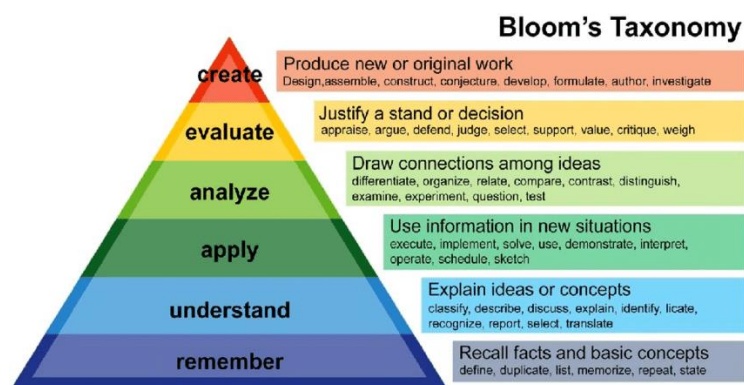 Bloom's Taxonomy
create
Produce new or original work
Design,assemble, construct, conjecture, develop, formulate, author, investigate
evaluate
Justify a stand or decision
appraise, argue, defend, judge, select, support, value, critique, weigh
analyze
Draw connections among ideas
differentiate, organize, relate, compare, contrast, distinguish,
examine, experiment, question, test
apply
Use information in new situations
execute, implement, solve, use, demonstrate, interpret,
operate, schedule, sketch
understand
Explain ideas or concepts
classify, describe, discuss, explain, identify, licate,
recognize, report, select, translate
remember
Recall facts and basic concepts
define, duplicate, list, memorize, repeat, state